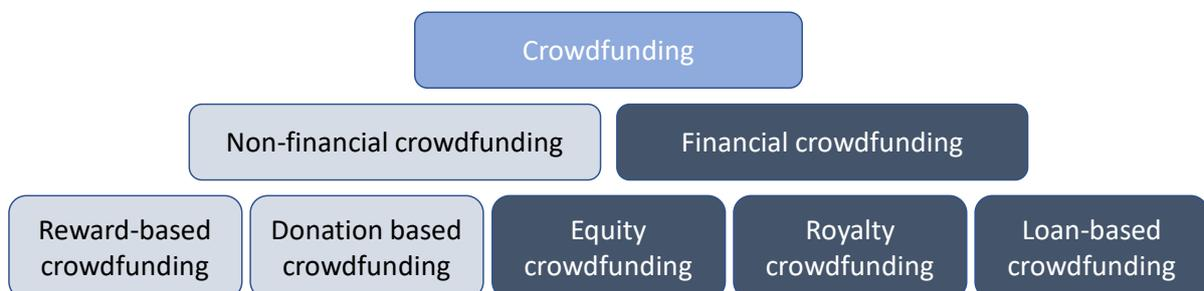 Crowdfunding
Non-financial crowdfunding
Financial crowdfunding
Reward-based
crowdfunding
Donation based
crowdfunding
Equity
crowdfunding
Royalty
crowdfunding
Loan-based
crowdfunding